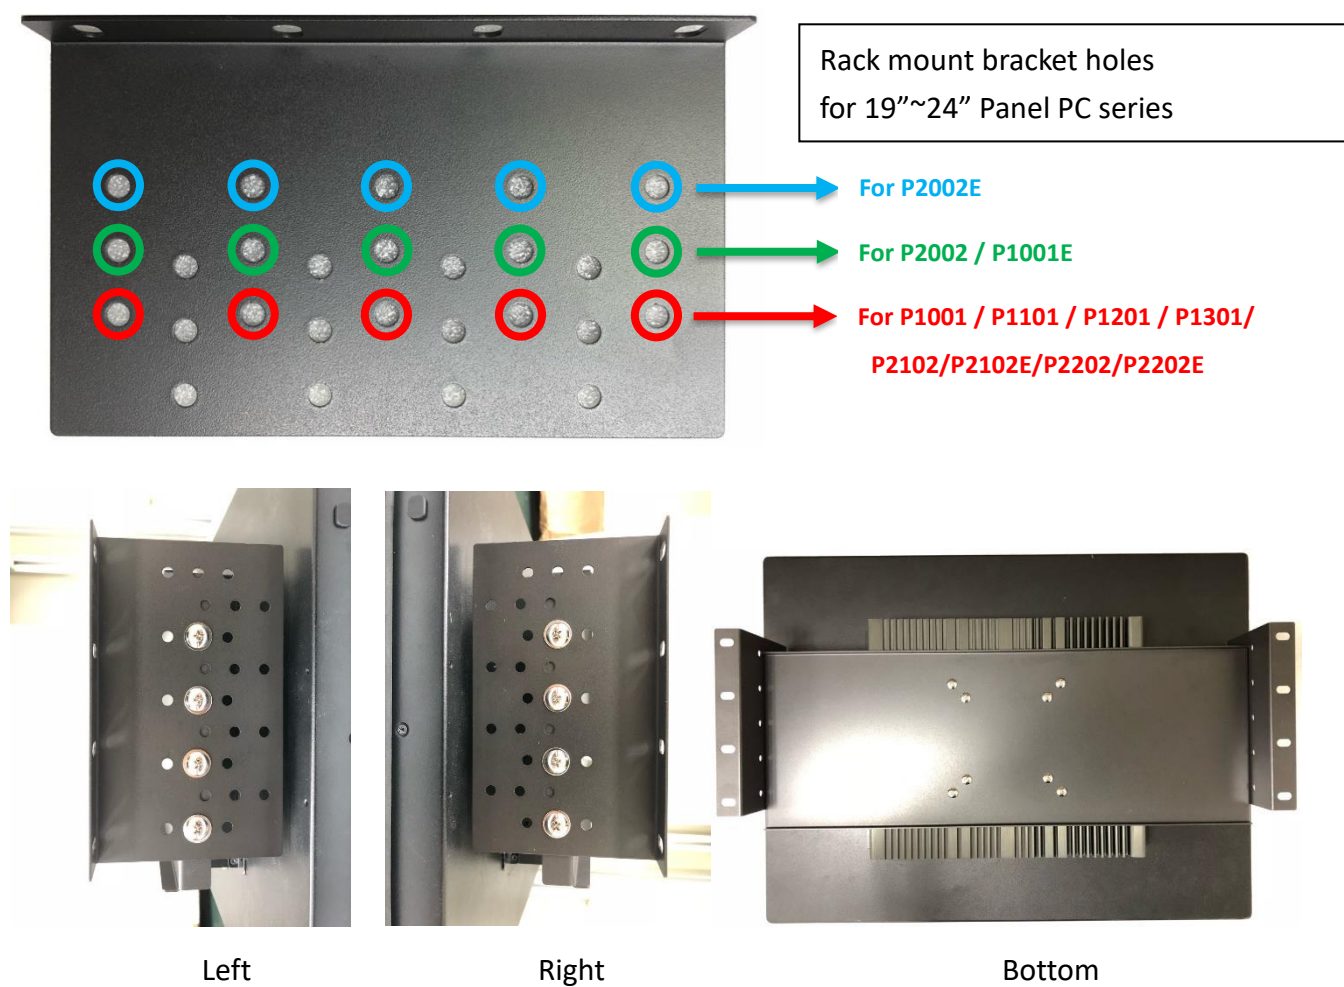 Rack mount bracket holes
for 19”~24” Panel PC series
For P2002E
For P2002 / P1001E
For P1001 / P1101 / P1201 / P1301/
P2102/P2102E/P2202/P2202E
Left
Right
Bottom